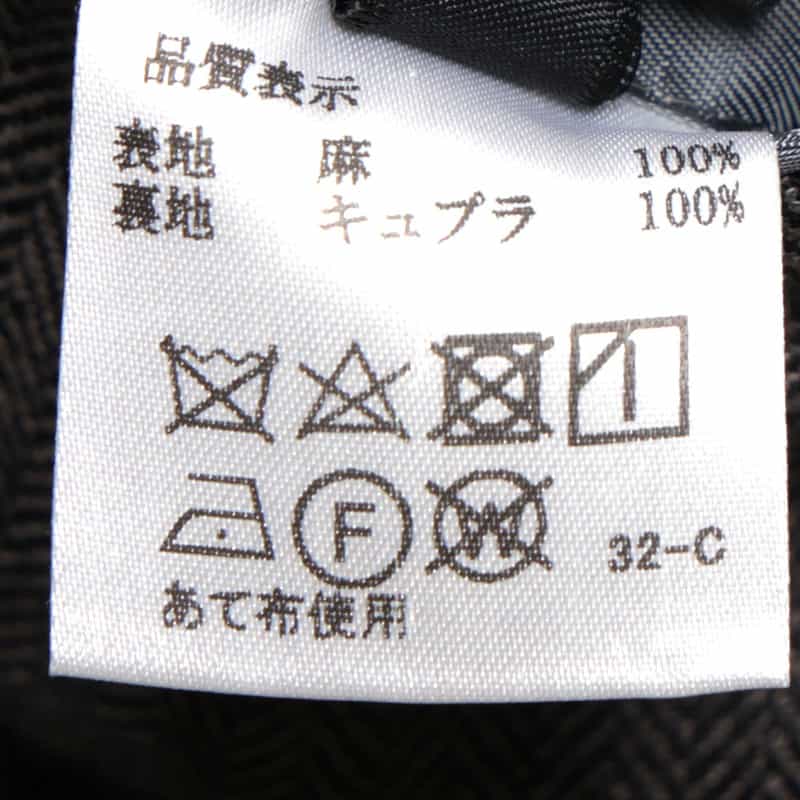 品質表示
表地 麻 100%
裏地 キュプラ 100%
F W 32-C
あて布使用